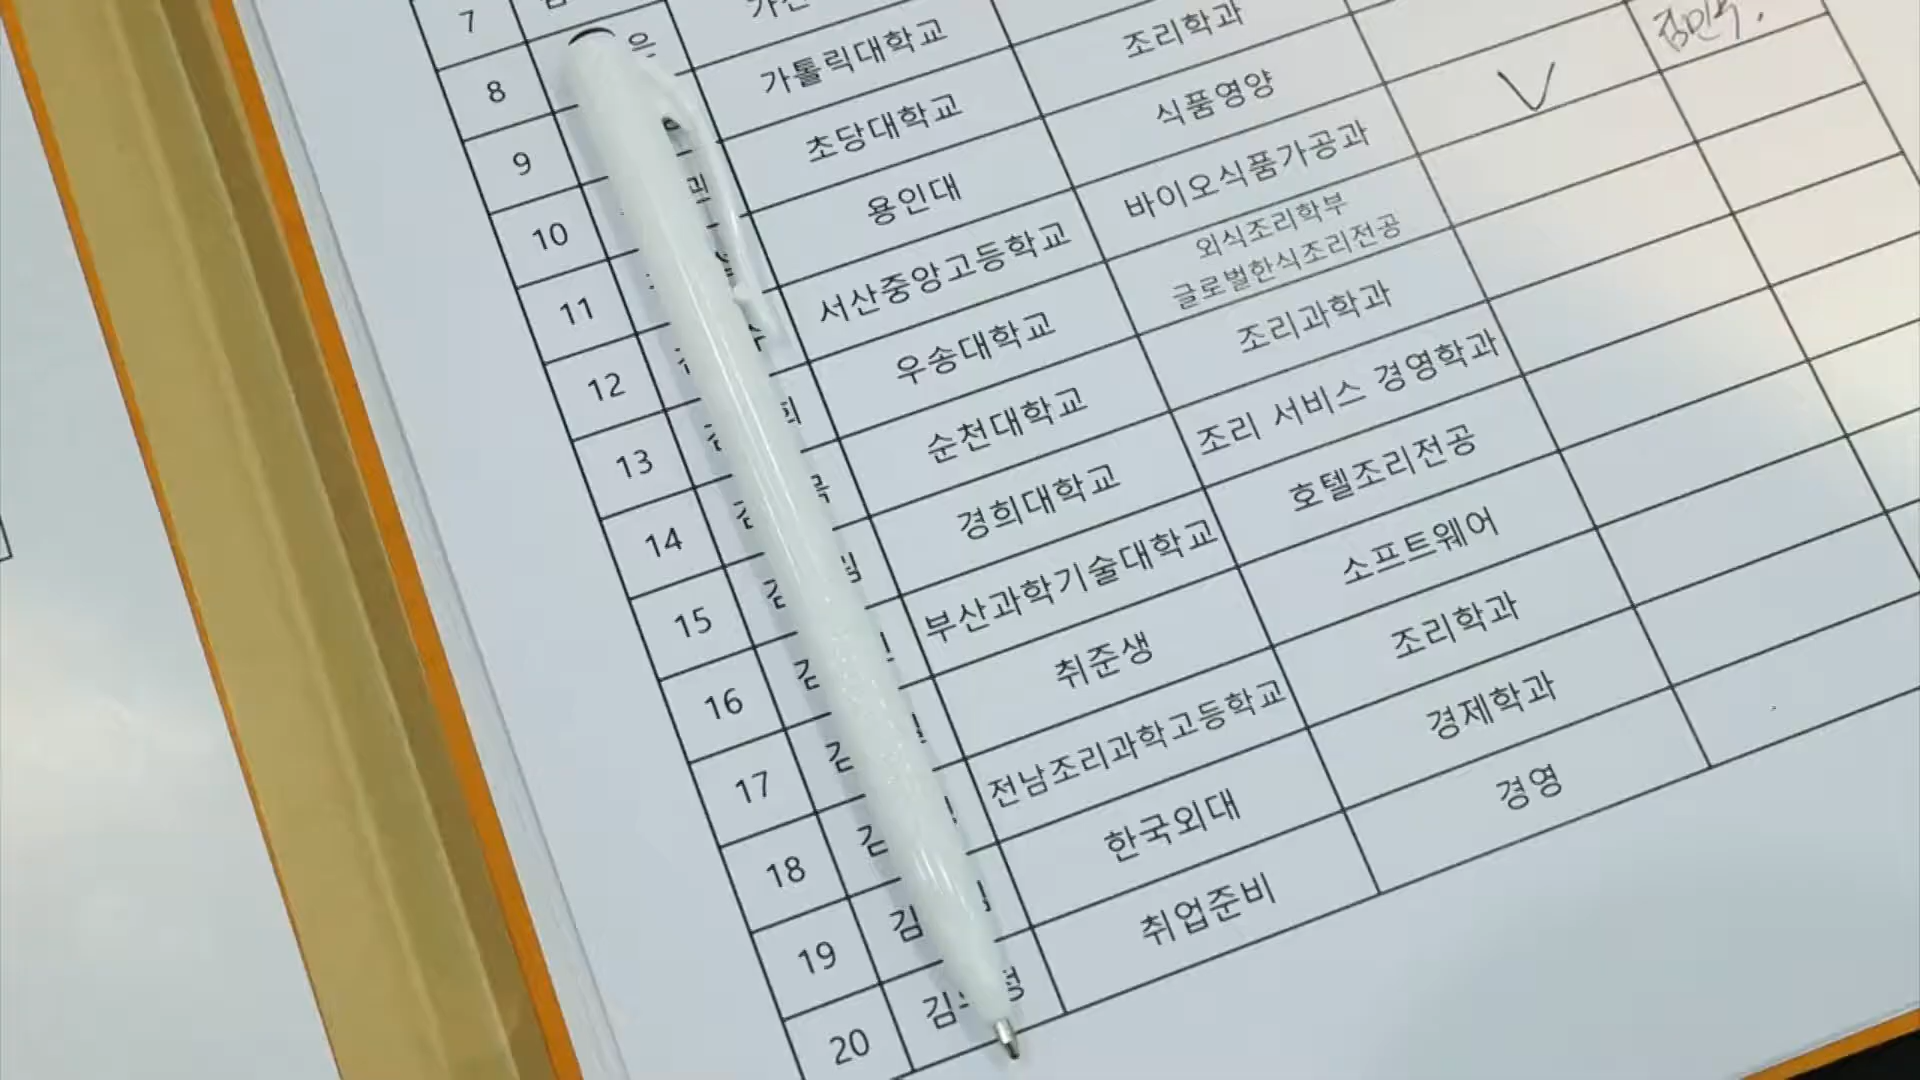 7
8 은
9 가톨릭대학교
10 초당대학교 조리학과
11 용인대 식품영양
12 서산중앙고등학교 바이오식품가공과 V
13 우송대학교 외식조리학부
글로벌한식조리전공
14 순천대학교 조리과학과
15 경희대학교 조리 서비스 경영학과
16 부산과학기술대학교 호텔조리전공
17 취준생 소프트웨어
18 김 전남조리과학고등학교 조리학과
19 김 한국외대 경제학과
20 김 영 취업준비 경영